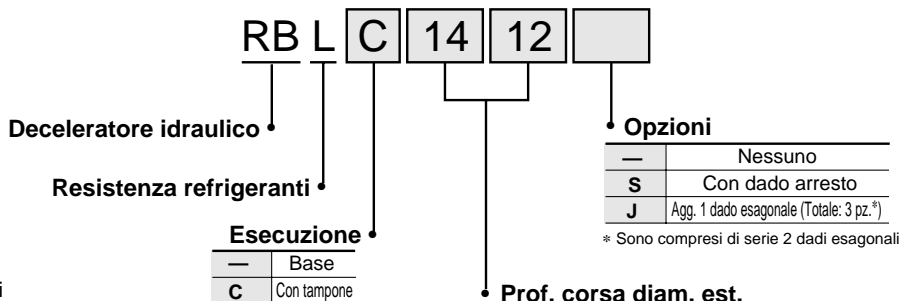 RB L C 14 12
Deceleratore idraulico
Resistenza refrigeranti
Esecuzione
— Base
C Con tampone
Opzioni
— Nessuno
S Con dado arresto
J Agg. 1 dado esagonale (Totale: 3 pz.*)
* Sono compresi di serie 2 dadi esagonali
Prof. corsa diam. est.
i